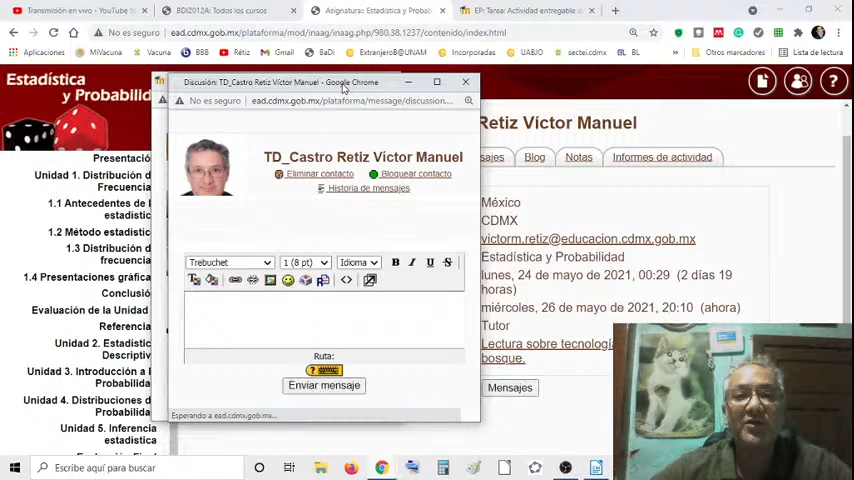 Transmisión en vivo - YouTube S
BDI2012A: Todos los cursos
Asignaturas: Estadística y Probabil
EP: Tarea: Actividad entregable d
No es seguro | ead.cdmx.gob.mx/plataforma/mod/inaag/inaag.php/980.38.1237/contenido/index.html
Aplicaciones
MiVacuna
BBB
Rétiz
Gmail
BaDi
ExtranjeroB@UNAM
Incorporadas
UABJO
sectei.cdmx
BL
Otros marcadores
Lista de lectura
Estadística
y Probabilid
Discusión: TD_Castro Retiz Víctor Manuel - Google Chrome
No es seguro | ead.cdmx.gob.mx/plataforma/message/discussion....
TD_Castro Retiz Víctor Manuel
Eliminar contacto
Bloquear contacto
Historia de mensajes
Trebuchet
1 (8 pt)
Idioma
B I U S
Ruta:
Enviar mensaje
Esperando a ead.cdmx.gob.mx...
Presentació
Unidad 1. Distribución d
Frecuencia
1.1 Antecedentes de l
estadístic
1.2 Método estadístic
1.3 Distribución d
frecuencia
1.4 Presentaciones gráfica
Conclusió
Evaluación de la Unidad
Referencia
Unidad 2. Estadístic
Descriptiv
Unidad 3. Introducción a l
Probabilida
Unidad 4. Distribuciones d
Probabilida
Unidad 5. Inferencia
estadística
Retiz Víctor Manuel
sajes
Blog
Notas
Informes de actividad
México
CDMX
victorm.retiz@educacion.cdmx.gob.mx
Estadística y Probabilidad
lunes, 24 de mayo de 2021, 00:29 (2 días 19
horas)
miércoles, 26 de mayo de 2021, 20:10 (ahora)
Tutor
Lectura sobre tecnología
bosque.
Mensajes
Escribe aquí para buscar